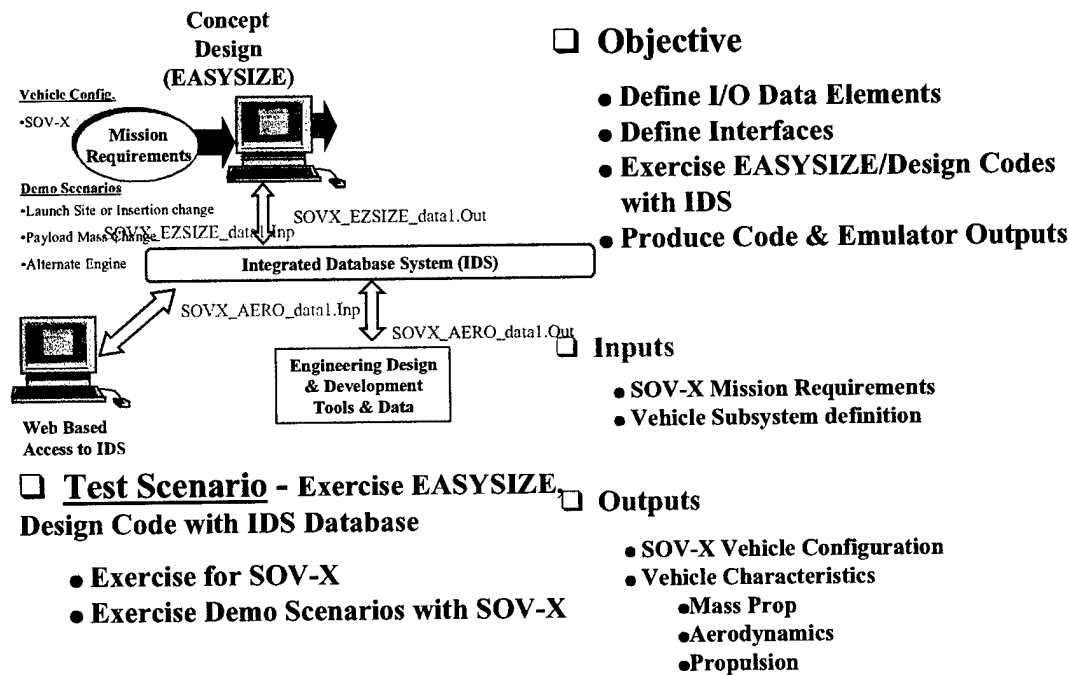 Concept
Design
(EASYSIZE)
Vehicle Config.
•SOV-X
Mission
Requirements
Demo Scenarios
•Launch Site or Insertion change
•Payload Mass Change
•Alternate Engine
SOVX_EZSIZE_data1.Inp
SOVX_EZSIZE_data1.Out
Integrated Database System (IDS)
SOVX_AERO_data1.Inp
SOVX_AERO_data1.Out
Engineering Design
& Development
Tools & Data
Web Based
Access to IDS
❑ Test Scenario - Exercise EASYSIZE,
Design Code with IDS Database
● Exercise for SOV-X
● Exercise Demo Scenarios with SOV-X
❑ Objective
● Define I/O Data Elements
● Define Interfaces
● Exercise EASYSIZE/Design Codes
with IDS
● Produce Code & Emulator Outputs
❑ Inputs
● SOV-X Mission Requirements
● Vehicle Subsystem definition
❑ Outputs
● SOV-X Vehicle Configuration
● Vehicle Characteristics
●Mass Prop
●Aerodynamics
●Propulsion